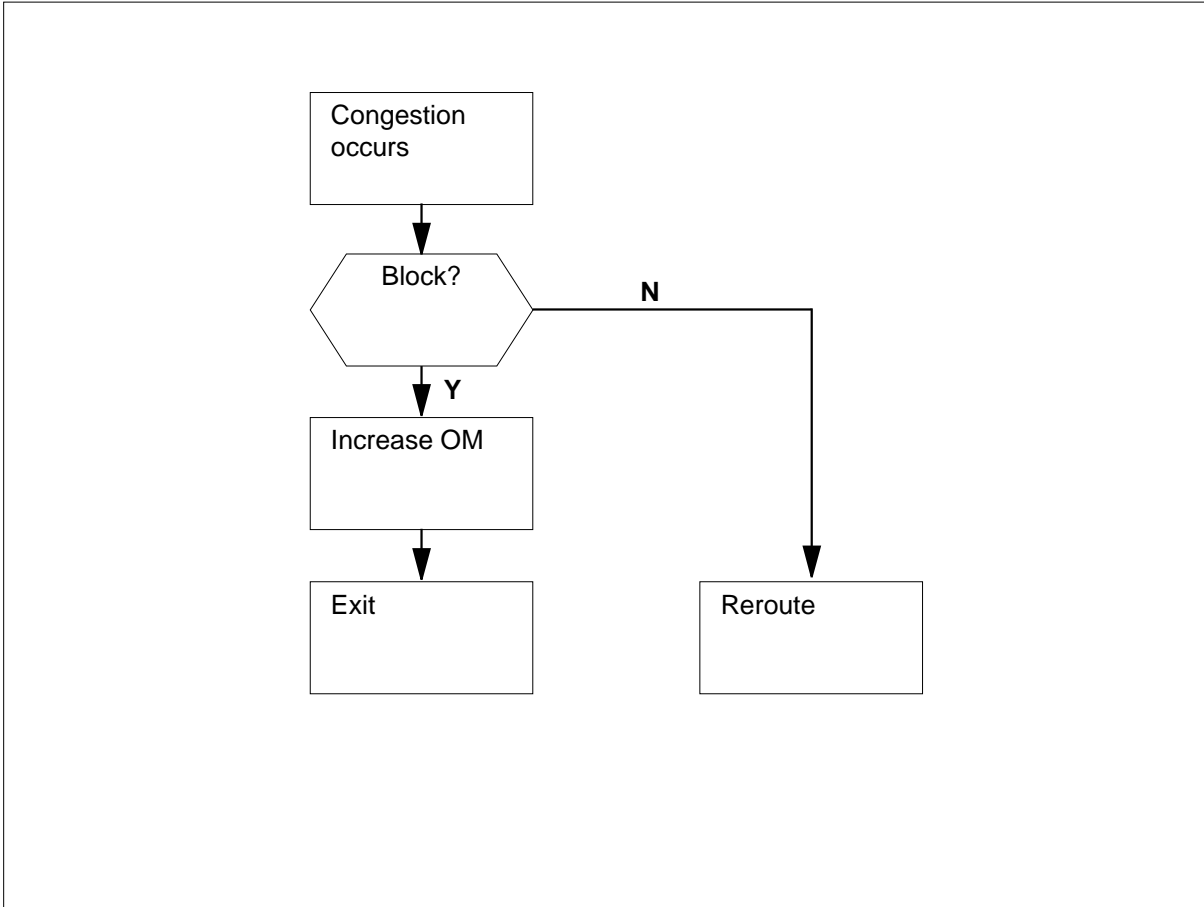 Congestion
occurs
Block?
N
Y
Increase OM
Exit
Reroute